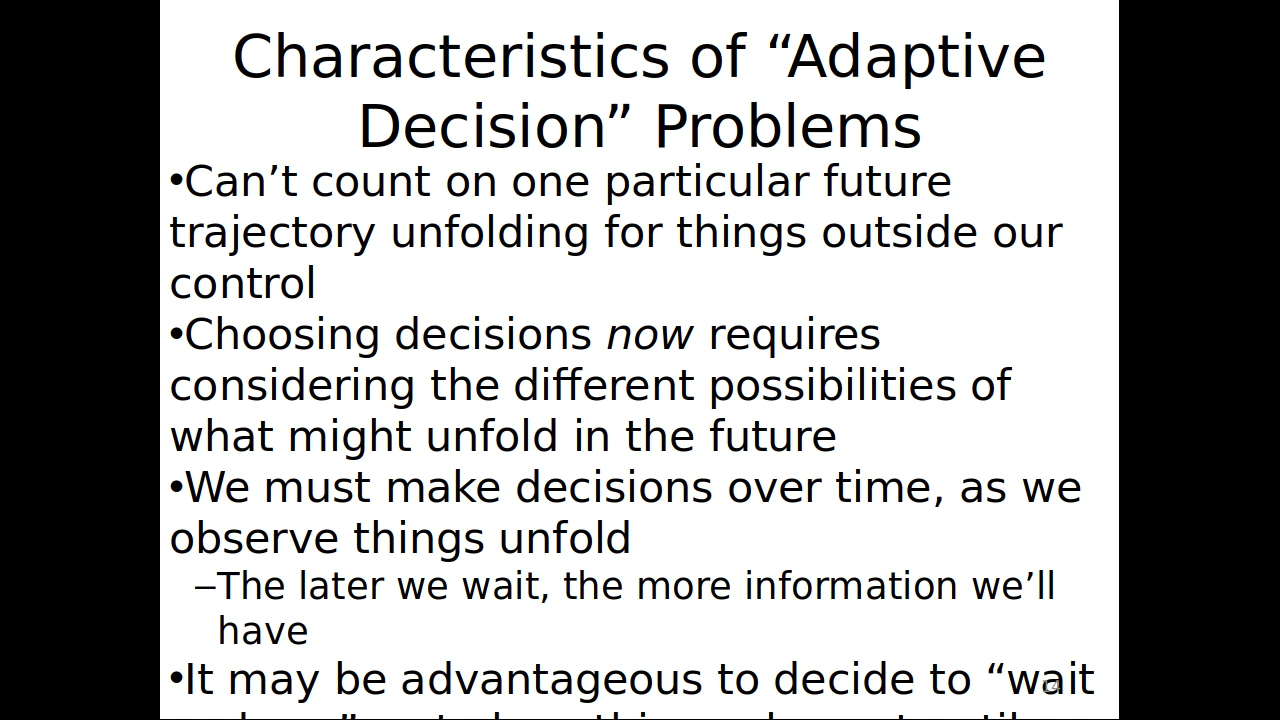 Characteristics of “Adaptive
Decision” Problems
•Can’t count on one particular future
trajectory unfolding for things outside our
control
•Choosing decisions now requires
considering the different possibilities of
what might unfold in the future
•We must make decisions over time, as we
observe things unfold
–The later we wait, the more information we’ll
have
•It may be advantageous to decide to “wait